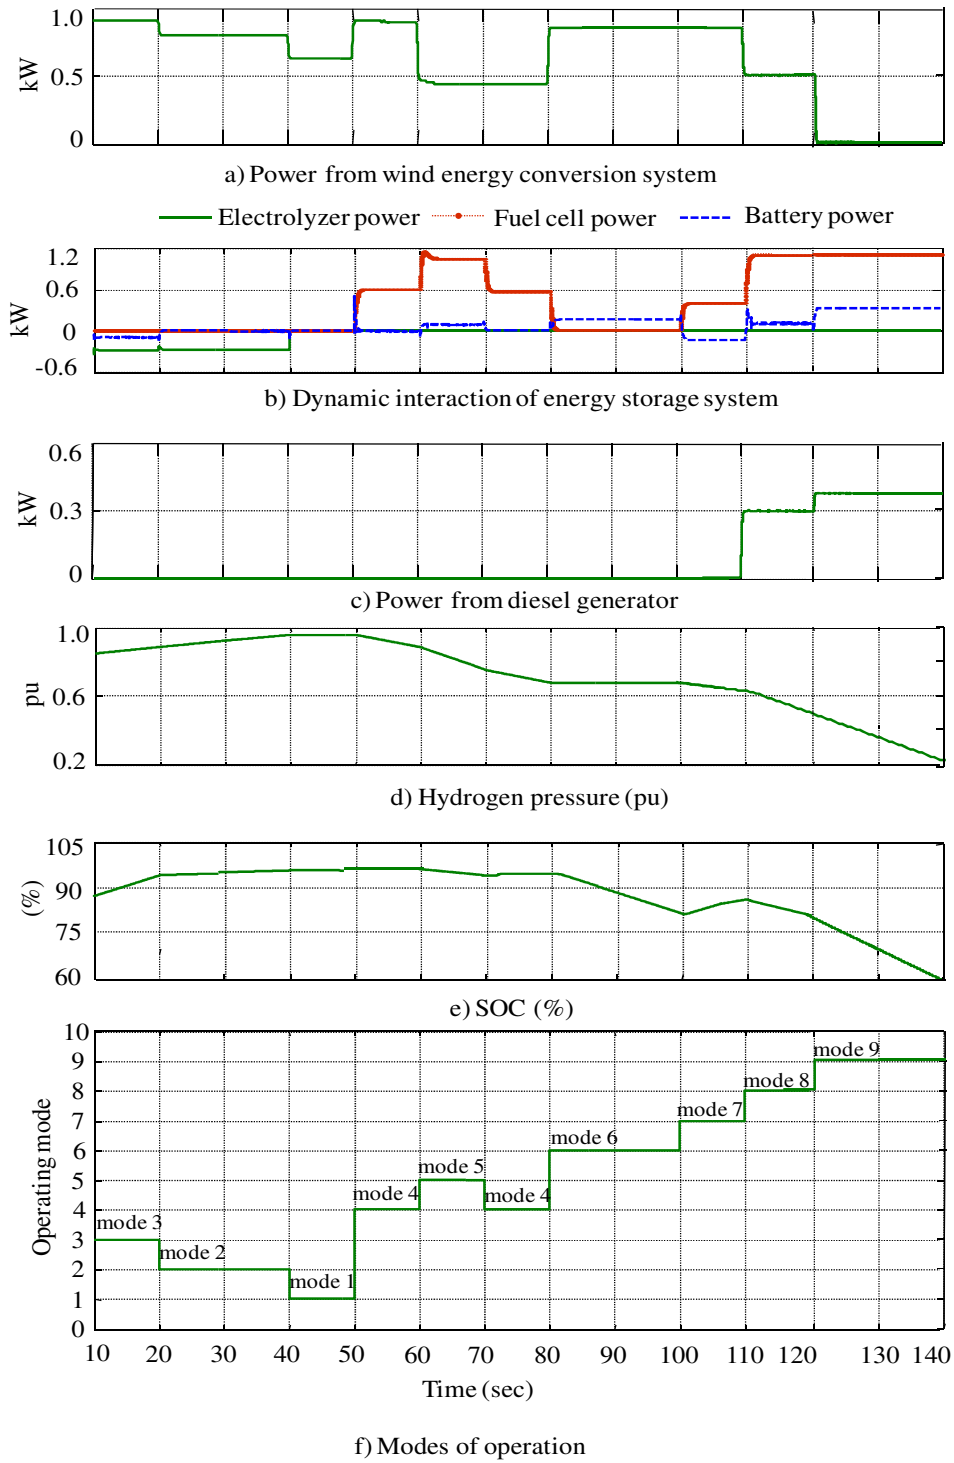 1.0
0.5
0
kW
a) Power from wind energy conversion system
Electrolyzer power Fuel cell power Battery power
1.2
0.6
0
-0.6
kW
b) Dynamic interaction of energy storage system
0.6
0.3
0
kW
c) Power from diesel generator
1.0
0.6
0.2
pu
d) Hydrogen pressure (pu)
105
90
75
60
(%)
e) SOC (%)
10
9
8
7
6
5
4
3
2
1
0
Operating mode
mode 3
mode 2
mode 1
mode 4
mode 5
mode 4
mode 6
mode 7
mode 8
mode 9
10 20 30 40 50 60 70 80 90 100 110 120 130 140
Time (sec)
f) Modes of operation